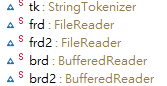 S tk : StringTokenizer
S frd : FileReader
S frd2 : FileReader
S brd : BufferedReader
S brd2 : BufferedReader